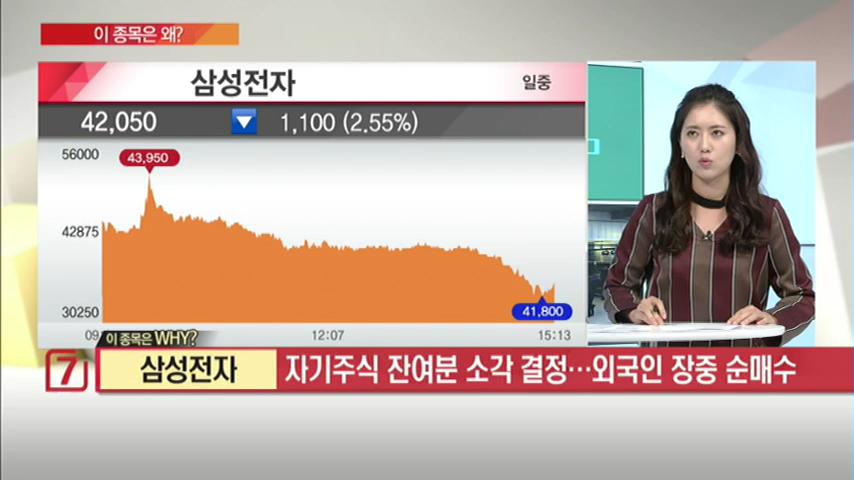 이 종목은 왜?
삼성전자
일중
42,050 ▼ 1,100 (2.55%)
56000
43,950
42875
30250
41,800
09
12:07
15:13
이 종목은 WHY?
7 삼성전자 자기주식 잔여분 소각 결정…외국인 장중 순매수